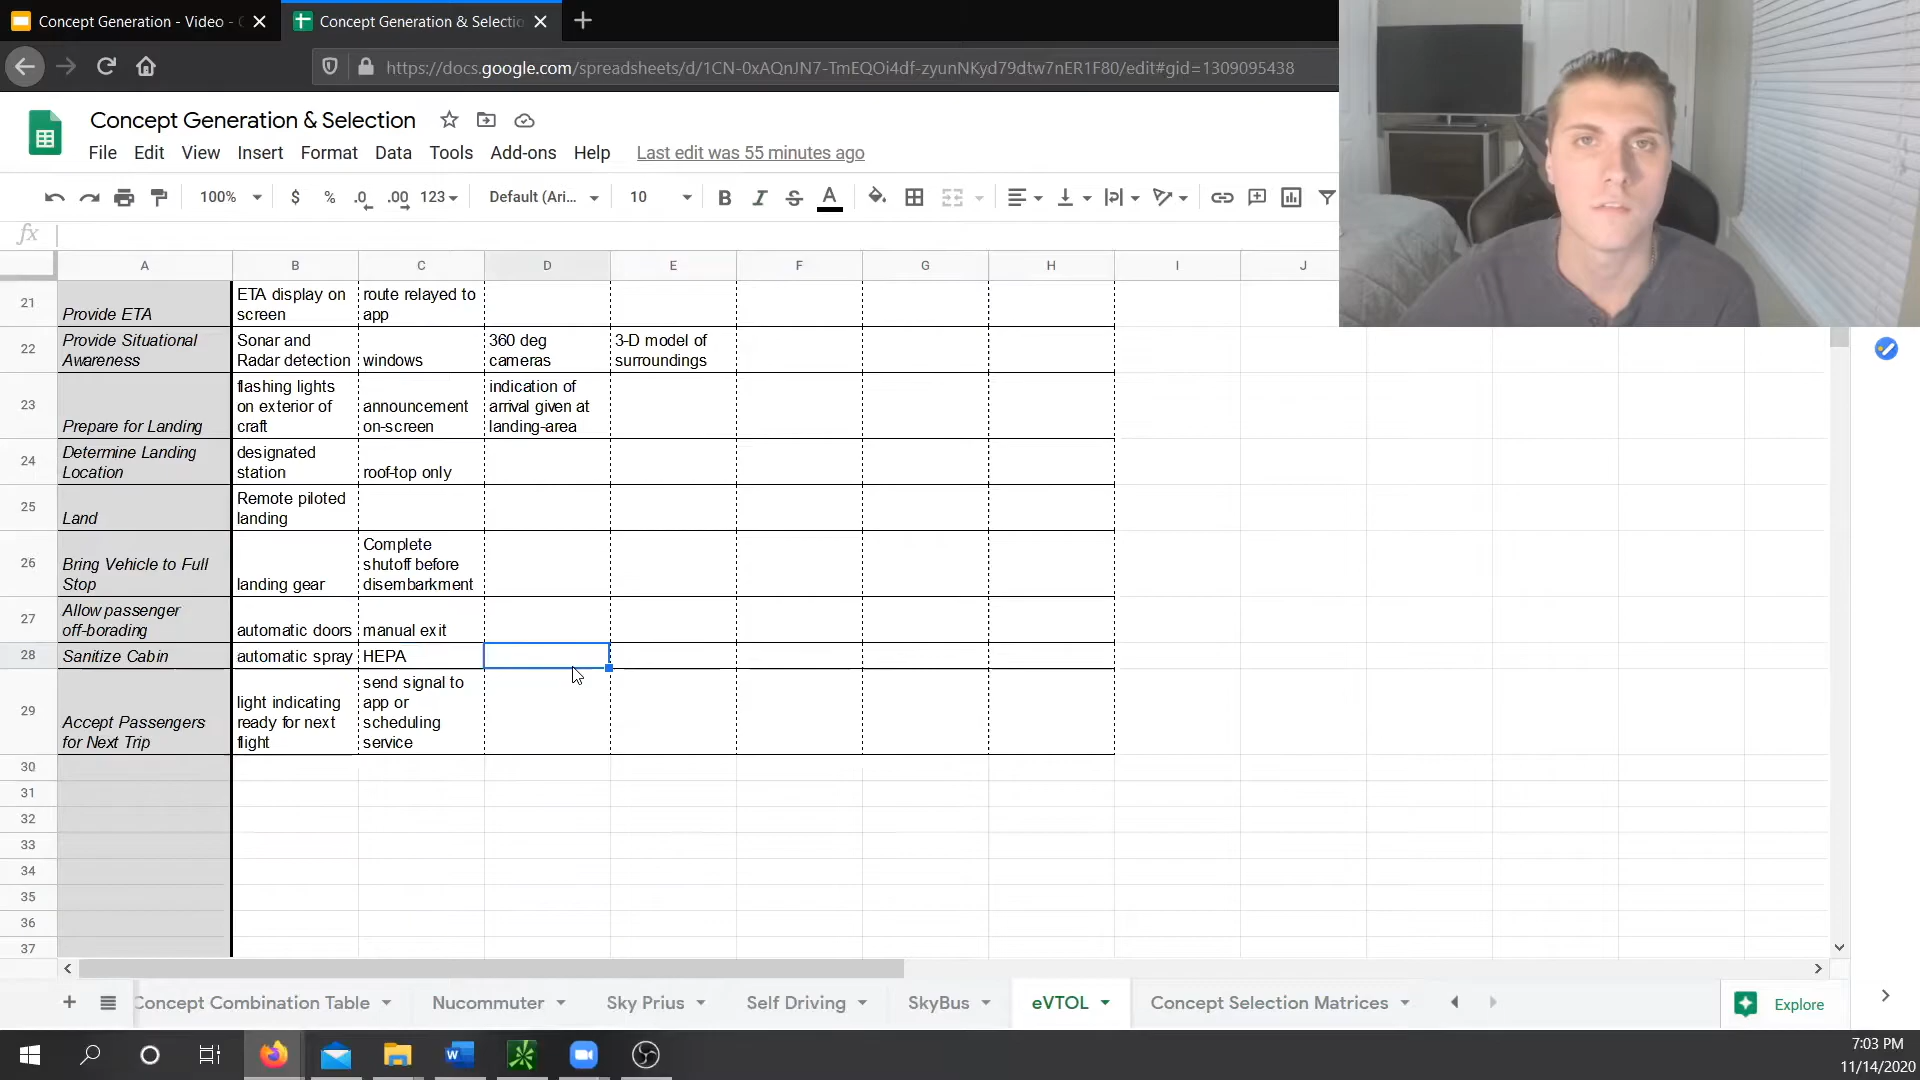 Concept Generation - Video -
Concept Generation & Selectio
https://docs.google.com/spreadsheets/d/1CN-0xAQnJN7-TmEQOi4df-zyunNKyd79dtw7nER1F80/edit#gid=1309095438
Concept Generation & Selection
File Edit View Insert Format Data Tools Add-ons Help Last edit was 55 minutes ago
100% $ % .0 .00 123 Default (Ari... 10 B I S A
fx
A B C D E F G H I J
21
Provide ETA
ETA display on
screen
route relayed to
app
22
Provide Situational
Awareness
Sonar and
Radar detection
windows
360 deg
cameras
3-D model of
surroundings
23
Prepare for Landing
flashing lights
on exterior of
craft
announcement
on-screen
indication of
arrival given at
landing-area
24
Determine Landing
Location
designated
station
roof-top only
25
Land
Remote piloted
landing
26
Bring Vehicle to Full
Stop
landing gear
Complete
shutoff before
disembarkment
27
Allow passenger
off-borading
automatic doors
manual exit
28
Sanitize Cabin
automatic spray
HEPA
29
Accept Passengers
for Next Trip
light indicating
ready for next
flight
send signal to
app or
scheduling
service
30
31
32
33
34
35
36
37
Concept Combination Table Nucommuter Sky Prius Self Driving SkyBus eVTOL Concept Selection Matrices Explore
7:03 PM
11/14/2020